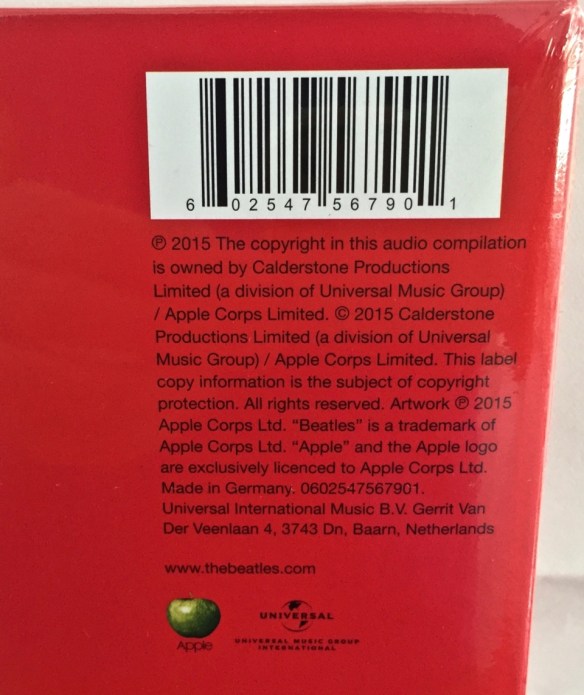 6 02547 56790 1
℗ 2015 The copyright in this audio compilation
is owned by Calderstone Productions
Limited (a division of Universal Music Group)
/ Apple Corps Limited. © 2015 Calderstone
Productions Limited (a division of Universal
Music Group) / Apple Corps Limited. This label
copy information is the subject of copyright
protection. All rights reserved. Artwork ℗ 2015
Apple Corps Ltd. “Beatles” is a trademark of
Apple Corps Ltd. “Apple” and the Apple logo
are exclusively licenced to Apple Corps Ltd.
Made in Germany. 0602547567901.
Universal International Music B.V. Gerrit Van
Der Veenlaan 4, 3743 Dn, Baarn, Netherlands
www.thebeatles.com
Apple
UNIVERSAL
UNIVERSAL MUSIC GROUP
INTERNATIONAL